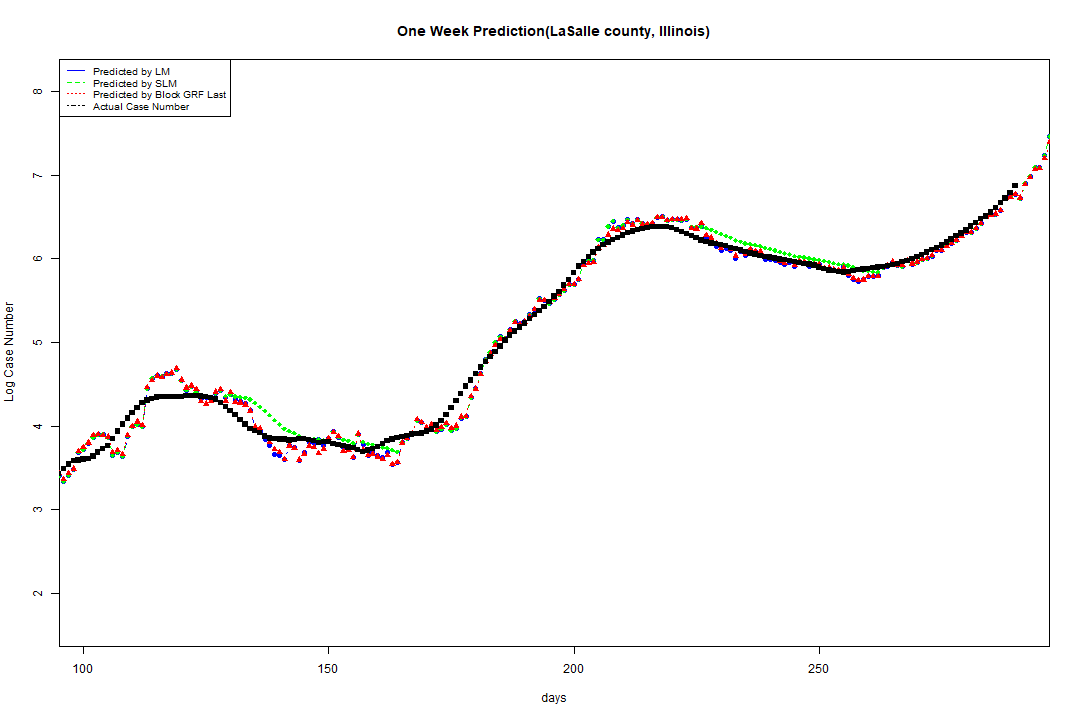 One Week Prediction(LaSalle county, Illinois)
Predicted by LM
Predicted by SLM
Predicted by Block GRF Last
Actual Case Number
8
7
6
5
4
3
2
Log Case Number
100
150
200
250
days